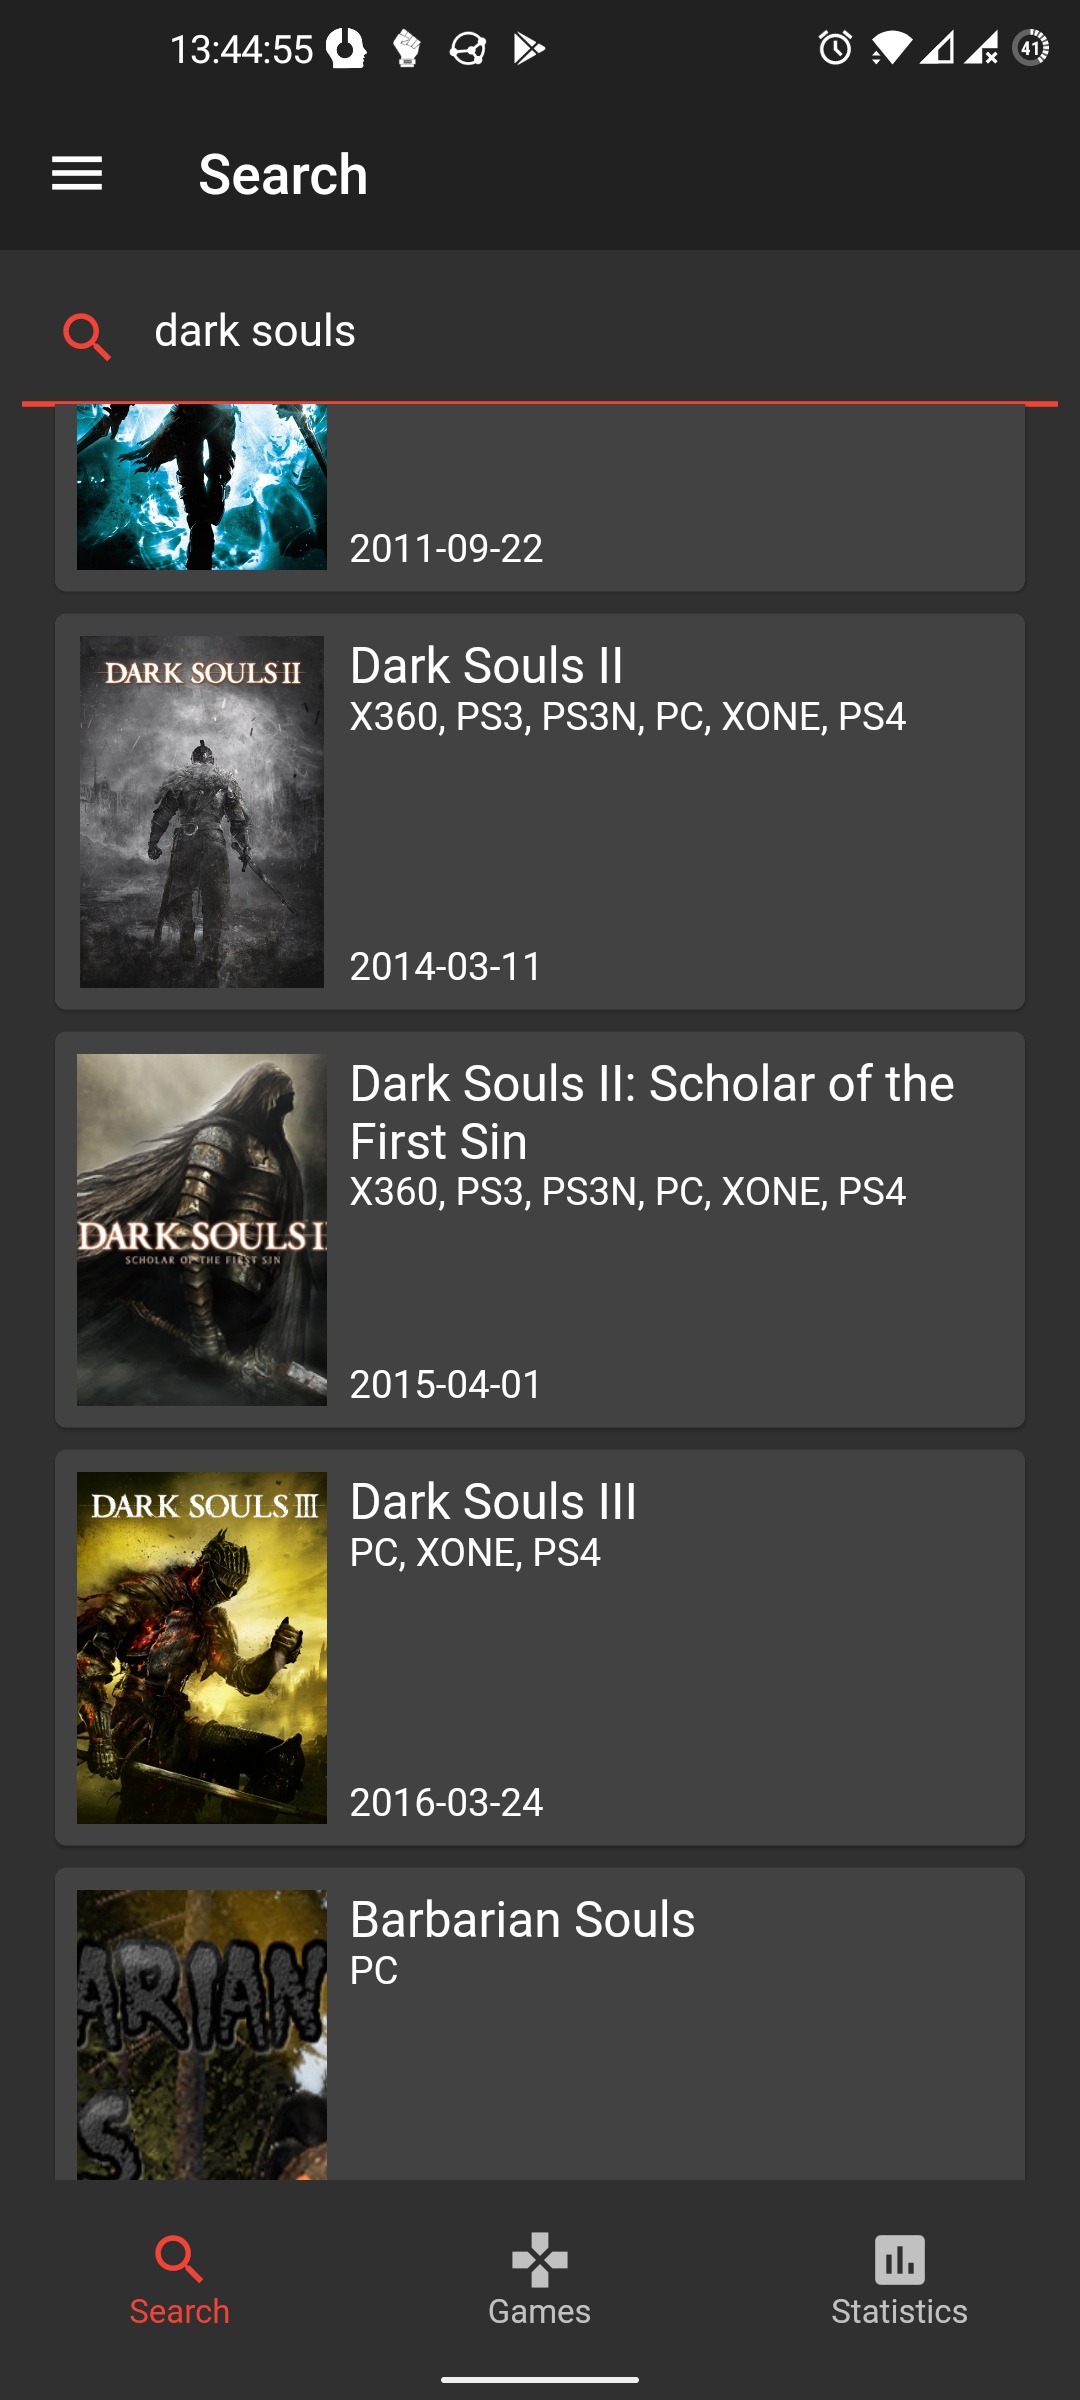 13:44:55
41
Search
dark souls
2011-09-22
DARK SOULS II
Dark Souls II
X360, PS3, PS3N, PC, XONE, PS4
2014-03-11
Dark Souls II: Scholar of the
First Sin
X360, PS3, PS3N, PC, XONE, PS4
DARK SOULS I
SCHOLAR OF THE FIRST SIN
2015-04-01
DARK SOULS III
Dark Souls III
PC, XONE, PS4
2016-03-24
Barbarian Souls
PC
ARIAN
S
Search
Games
Statistics